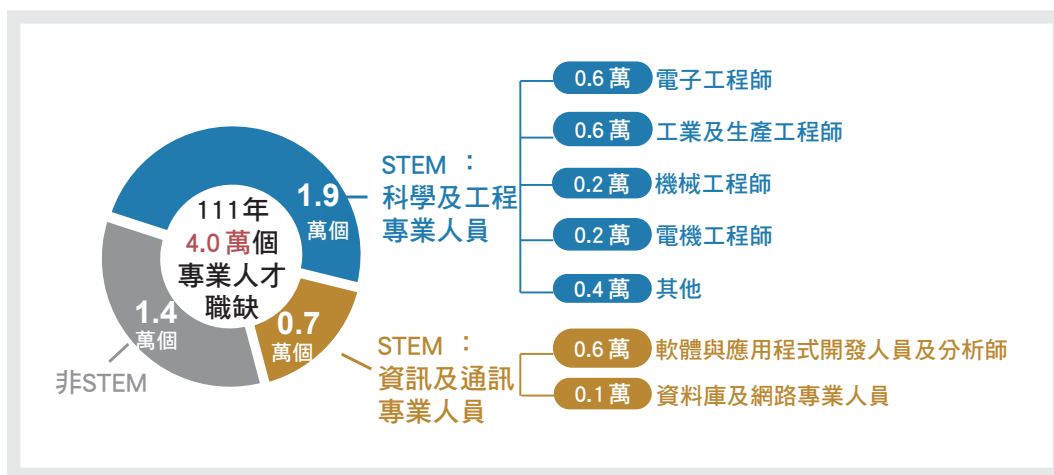 111年
4.0 萬個
專業人才
職缺
1.9
萬個
STEM ：
科學及工程
專業人員
0.6 萬 電子工程師
0.6 萬 工業及生產工程師
0.2 萬 機械工程師
0.2 萬 電機工程師
0.4 萬 其他
0.7
萬個
STEM ：
資訊及通訊
專業人員
0.6 萬 軟體與應用程式開發人員及分析師
0.1 萬 資料庫及網路專業人員
1.4
萬個
非STEM